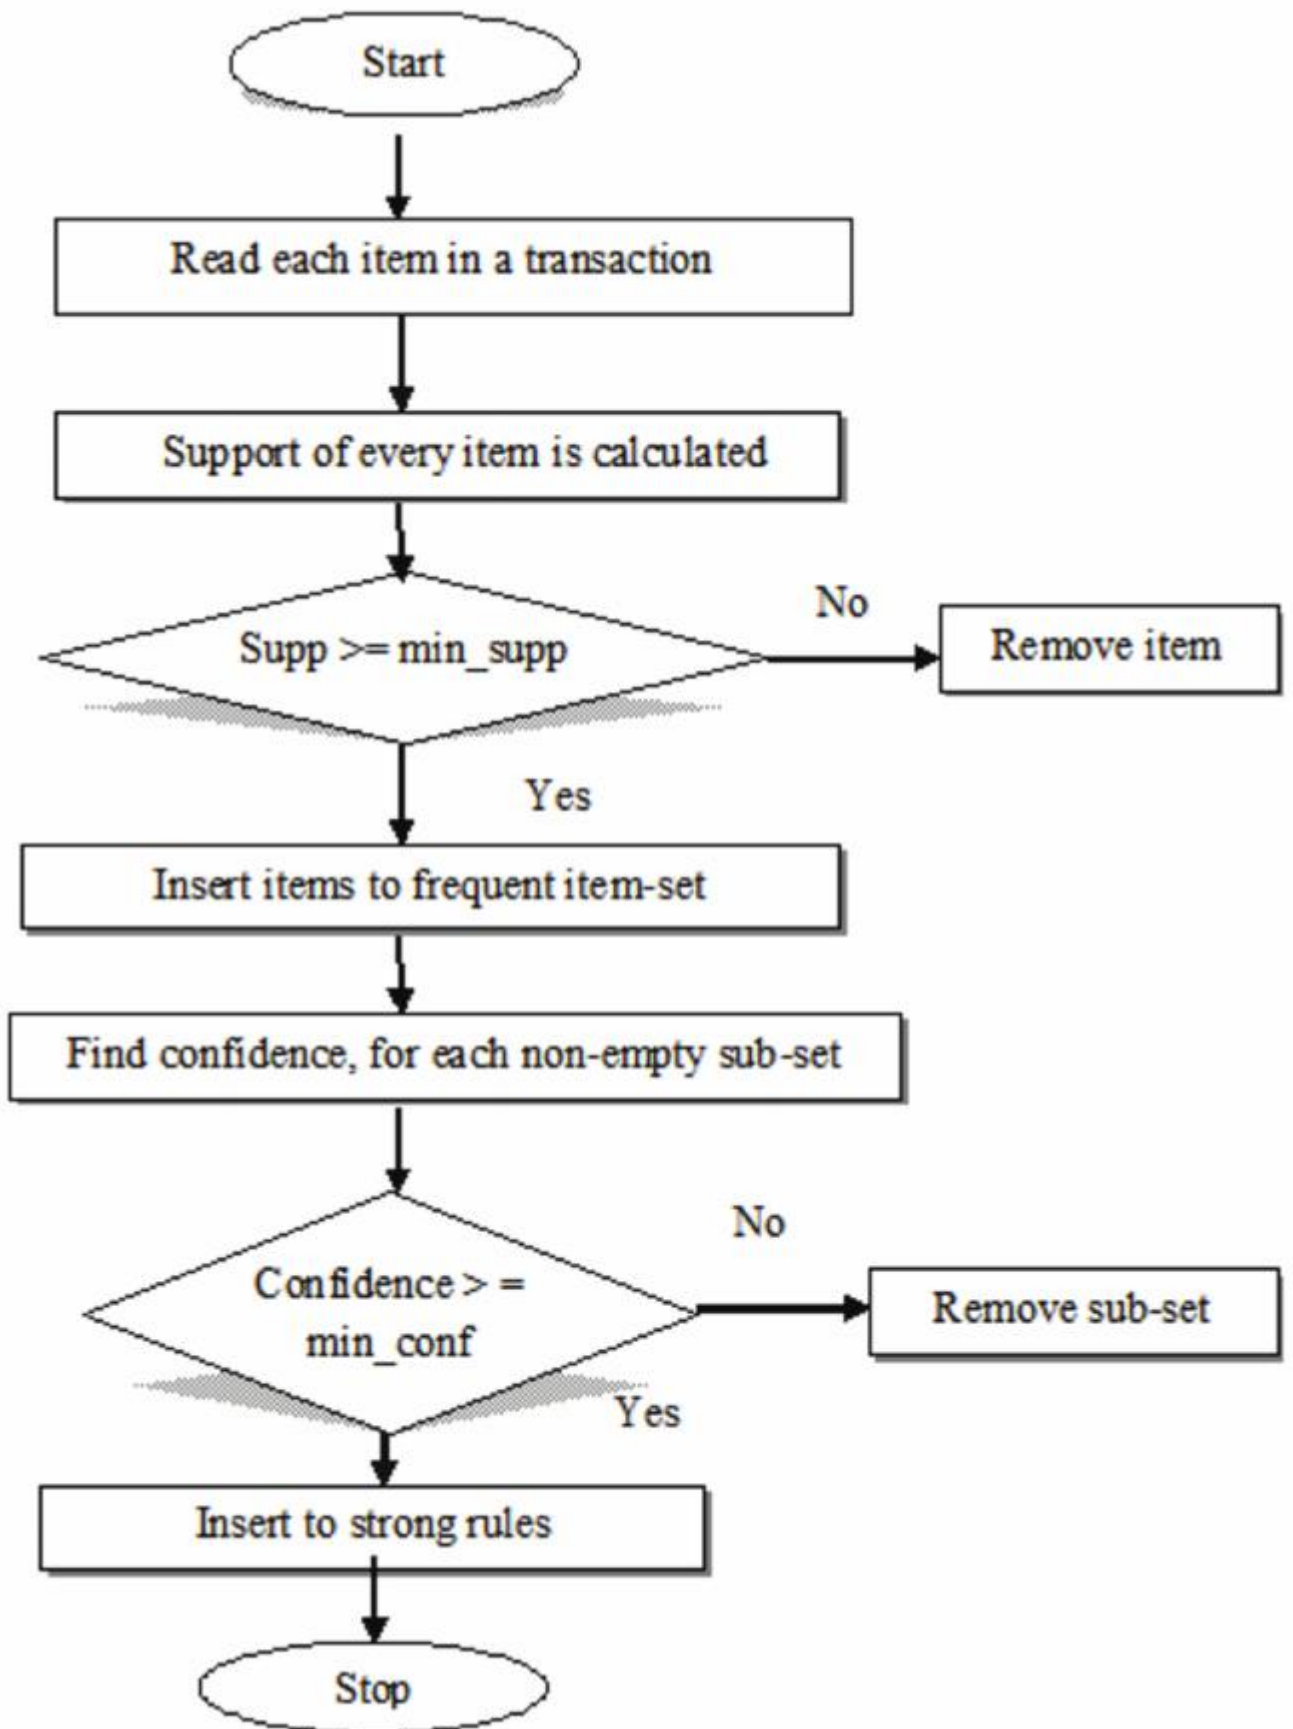 Start
Read each item in a transaction
Support of every item is calculated
No
Supp >= min_supp
Remove item
Yes
Insert items to frequent item-set
Find confidence, for each non-empty sub-set
No
Confidence > =
min_conf
Remove sub-set
Yes
Insert to strong rules
Stop